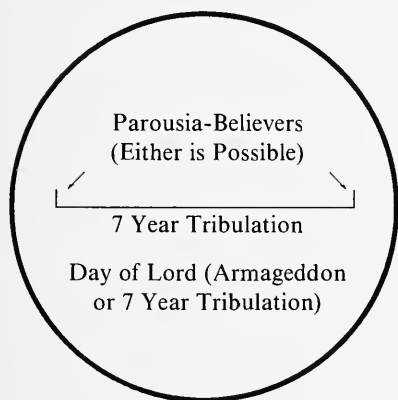 Parousia-Believers
(Either is Possible)
7 Year Tribulation
Day of Lord (Armageddon
or 7 Year Tribulation)